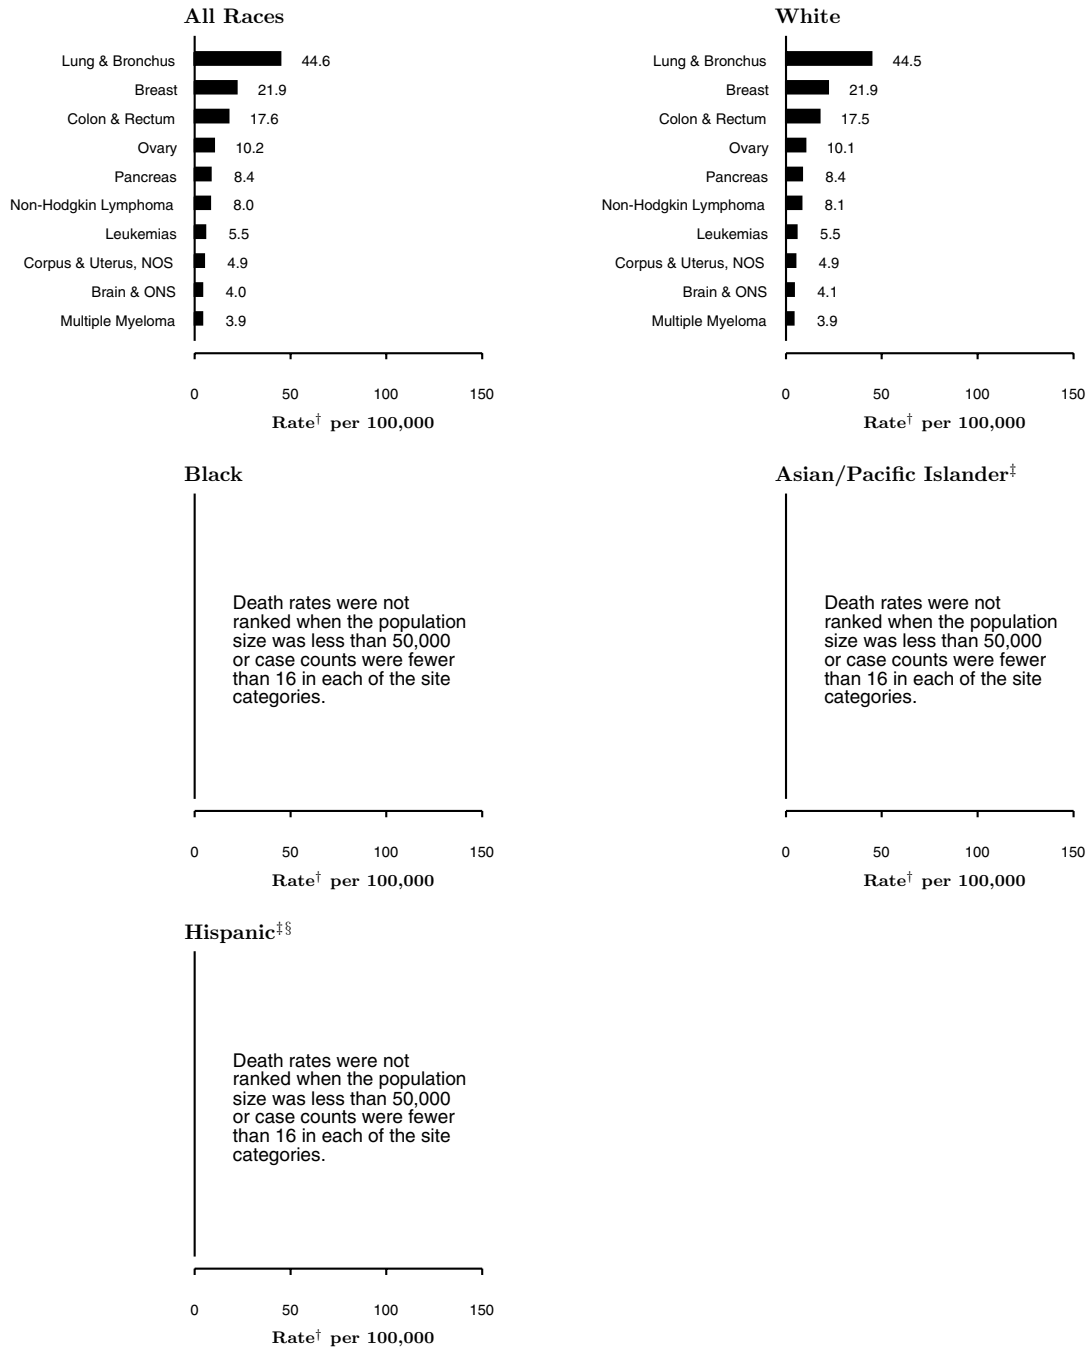 All Races
Lung & Bronchus 44.6
Breast 21.9
Colon & Rectum 17.6
Ovary 10.2
Pancreas 8.4
Non-Hodgkin Lymphoma 8.0
Leukemias 5.5
Corpus & Uterus, NOS 4.9
Brain & ONS 4.0
Multiple Myeloma 3.9
0 50 100 150
Rate† per 100,000
White
Lung & Bronchus 44.5
Breast 21.9
Colon & Rectum 17.5
Ovary 10.1
Pancreas 8.4
Non-Hodgkin Lymphoma 8.1
Leukemias 5.5
Corpus & Uterus, NOS 4.9
Brain & ONS 4.1
Multiple Myeloma 3.9
0 50 100 150
Rate† per 100,000
Black
Death rates were not
ranked when the population
size was less than 50,000
or case counts were fewer
than 16 in each of the site
categories.
0 50 100 150
Rate† per 100,000
Asian/Pacific Islander‡
Death rates were not
ranked when the population
size was less than 50,000
or case counts were fewer
than 16 in each of the site
categories.
0 50 100 150
Rate† per 100,000
Hispanic‡§
Death rates were not
ranked when the population
size was less than 50,000
or case counts were fewer
than 16 in each of the site
categories.
0 50 100 150
Rate† per 100,000